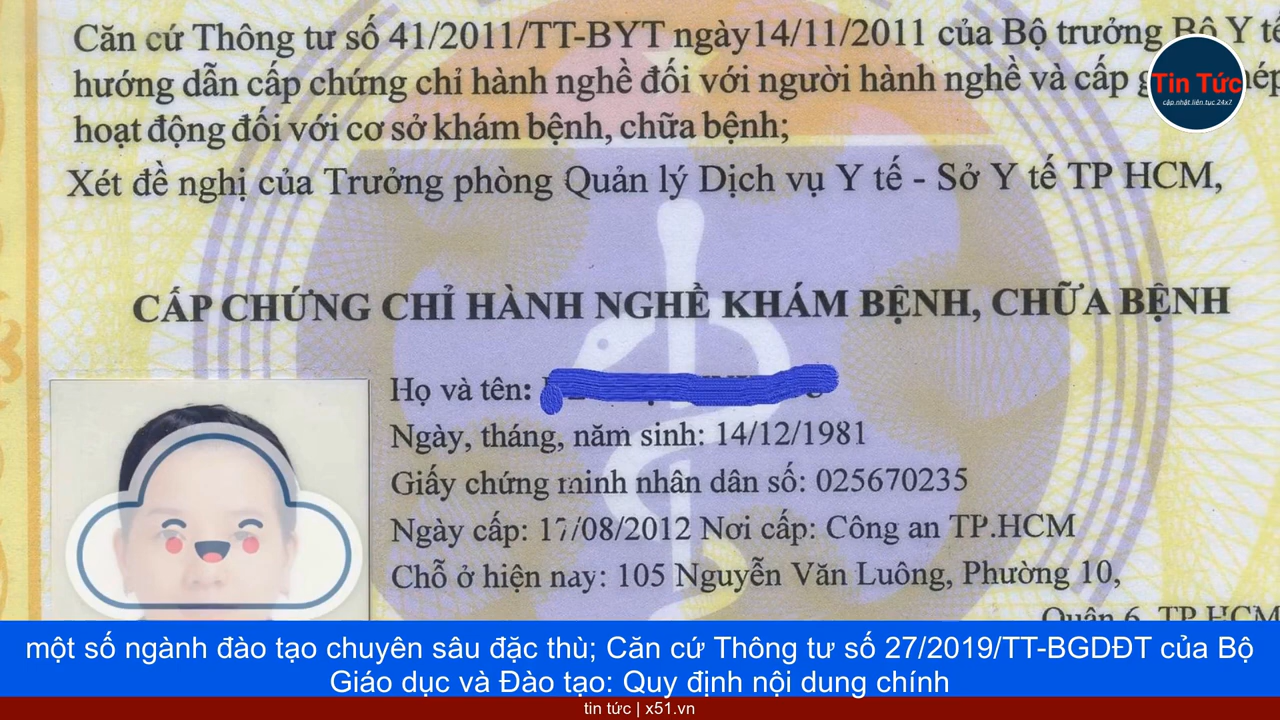 Căn cứ Thông tư số 41/2011/TT-BYT ngày14/11/2011 của Bộ trưởng Bộ Y tế
hướng dẫn cấp chứng chỉ hành nghề đối với người hành nghề và cấp
hoạt động đối với cơ sở khám bệnh, chữa bệnh;
Tin Tức
cập nhật liên tục 24x7
Xét đề nghị của Trưởng phòng Quản lý Dịch vụ Y tế - Sở Y tế TP HCM,
CẤP CHỨNG CHỈ HÀNH NGHỀ KHÁM BỆNH, CHỮA BỆNH
Họ và tên:
Ngày, tháng, năm sinh: 14/12/1981
Giấy chứng minh nhân dân số: 025670235
Ngày cấp: 17/08/2012 Nơi cấp: Công an TP.HCM
Chỗ ở hiện nay: 105 Nguyễn Văn Luông, Phường 10,
Quận 6, TP HCM
một số ngành đào tạo chuyên sâu đặc thù; Căn cứ Thông tư số 27/2019/TT-BGDĐT của Bộ
Giáo dục và Đào tạo: Quy định nội dung chính
tin tức | x51.vn